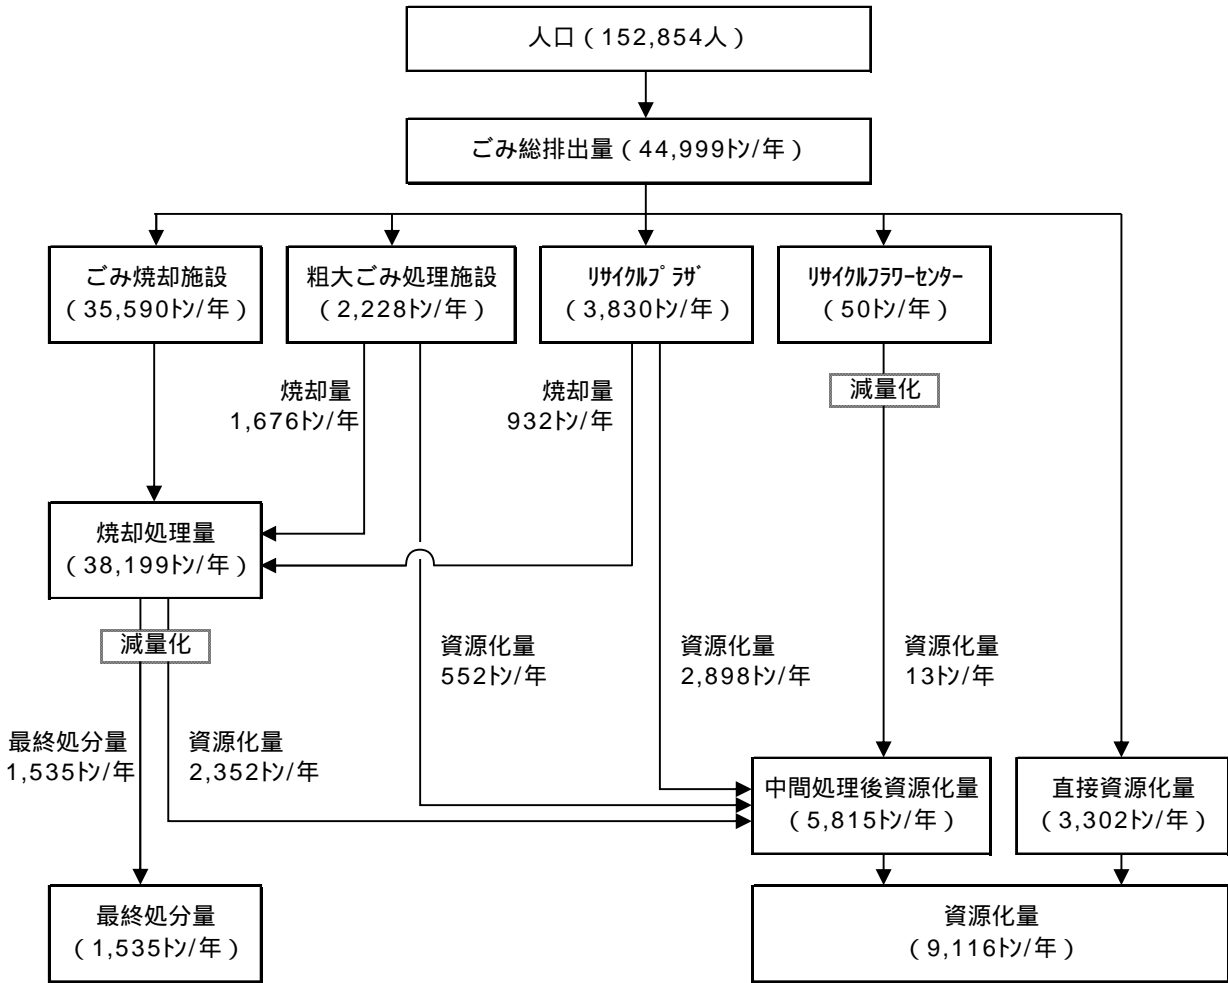 人口（152,854人）
ごみ総排出量（44,999ﾄﾝ/年）
ごみ焼却施設
（35,590ﾄﾝ/年）
粗大ごみ処理施設
（2,228ﾄﾝ/年）
ﾘｻｲｸﾙﾌﾟﾗｻﾞ
（3,830ﾄﾝ/年）
ﾘｻｲｸﾙﾌﾗﾜｰｾﾝﾀｰ
（50ﾄﾝ/年）
焼却量
1,676ﾄﾝ/年
焼却量
932ﾄﾝ/年
減量化
焼却処理量
（38,199ﾄﾝ/年）
減量化
資源化量
552ﾄﾝ/年
資源化量
2,898ﾄﾝ/年
資源化量
13ﾄﾝ/年
最終処分量
1,535ﾄﾝ/年
資源化量
2,352ﾄﾝ/年
中間処理後資源化量
（5,815ﾄﾝ/年）
直接資源化量
（3,302ﾄﾝ/年）
最終処分量
（1,535ﾄﾝ/年）
資源化量
（9,116ﾄﾝ/年）